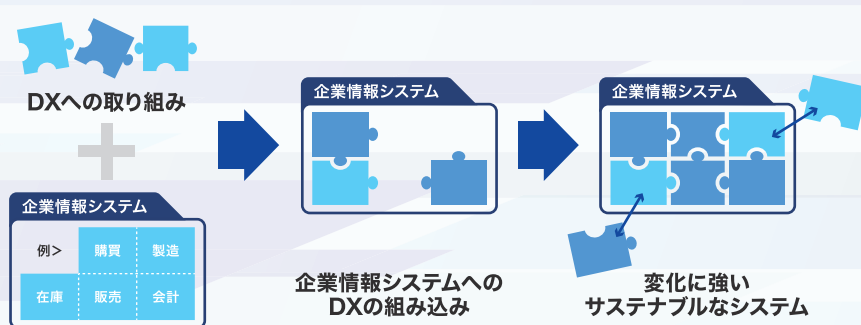 DXへの取り組み
企業情報システム
例>
購買
製造
在庫
販売
会計
企業情報システム
企業情報システムへの
DXの組み込み
企業情報システム
変化に強い
サステナブルなシステム